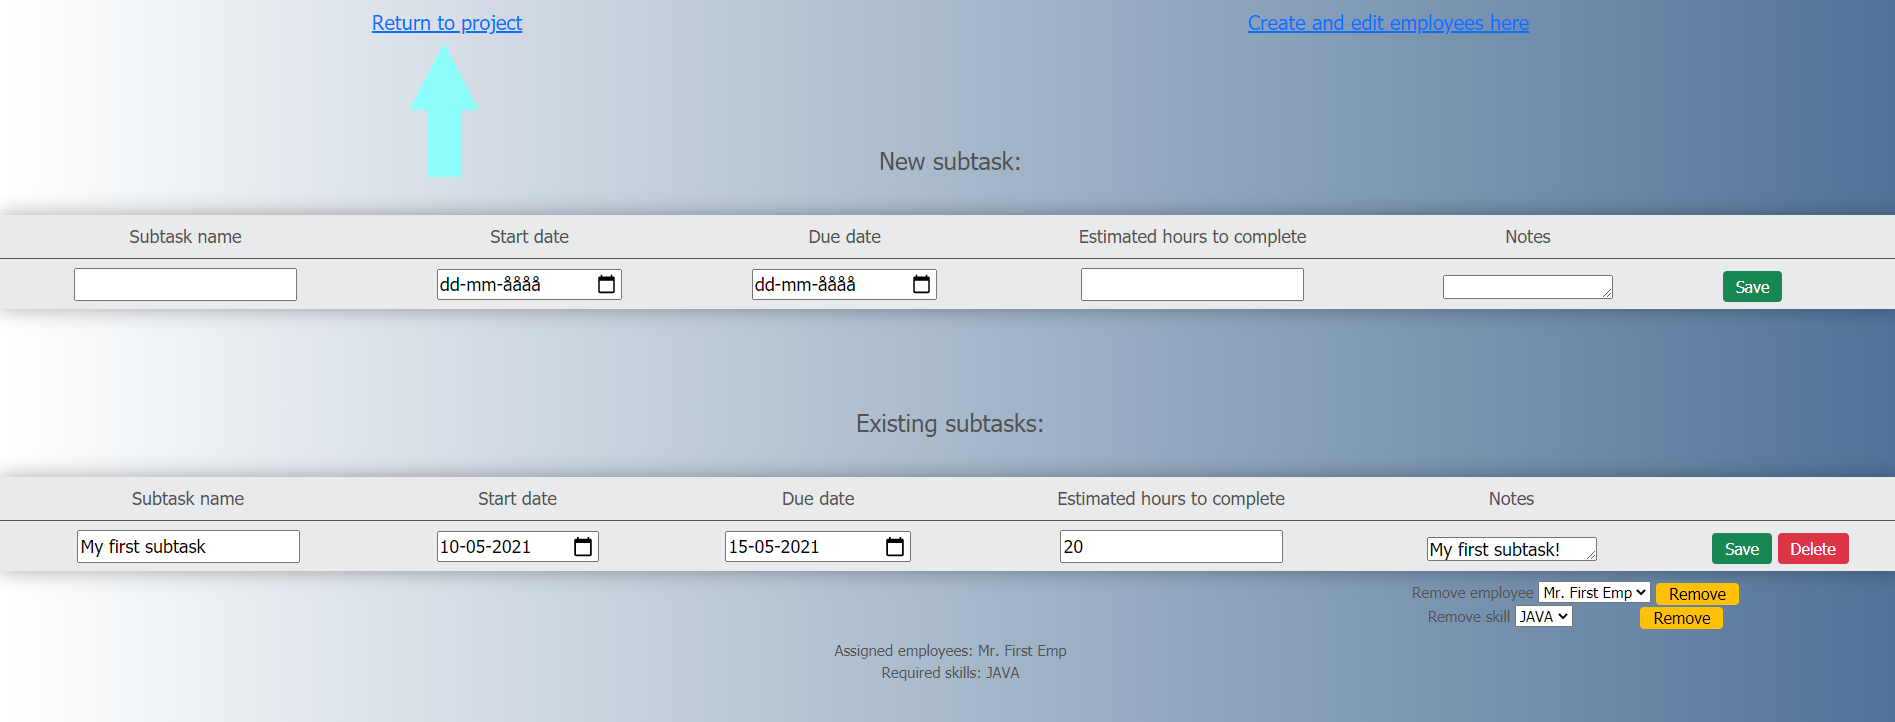 Return to project Create and edit employees here
New subtask:
Subtask name Start date Due date Estimated hours to complete Notes
dd-mm-åååå dd-mm-åååå Save
Existing subtasks:
Subtask name Start date Due date Estimated hours to complete Notes
My first subtask 10-05-2021 15-05-2021 20 My first subtask! Save Delete
Remove employee Mr. First Emp Remove
Remove skill JAVA Remove
Assigned employees: Mr. First Emp
Required skills: JAVA